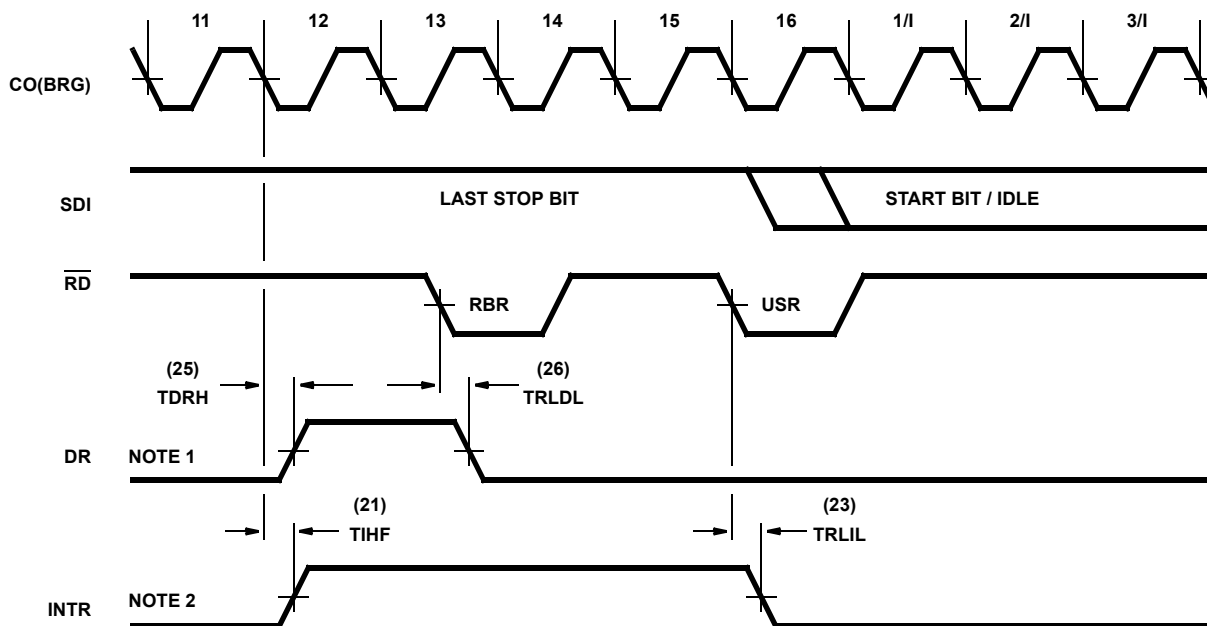 11 12 13 14 15 16 1/I 2/I 3/I
CO(BRG)
SDI
LAST STOP BIT
START BIT / IDLE
RD
RBR
USR
(25)
TDRH
(26)
TRLDL
DR
NOTE 1
(21)
TIHF
(23)
TRLIL
INTR
NOTE 2